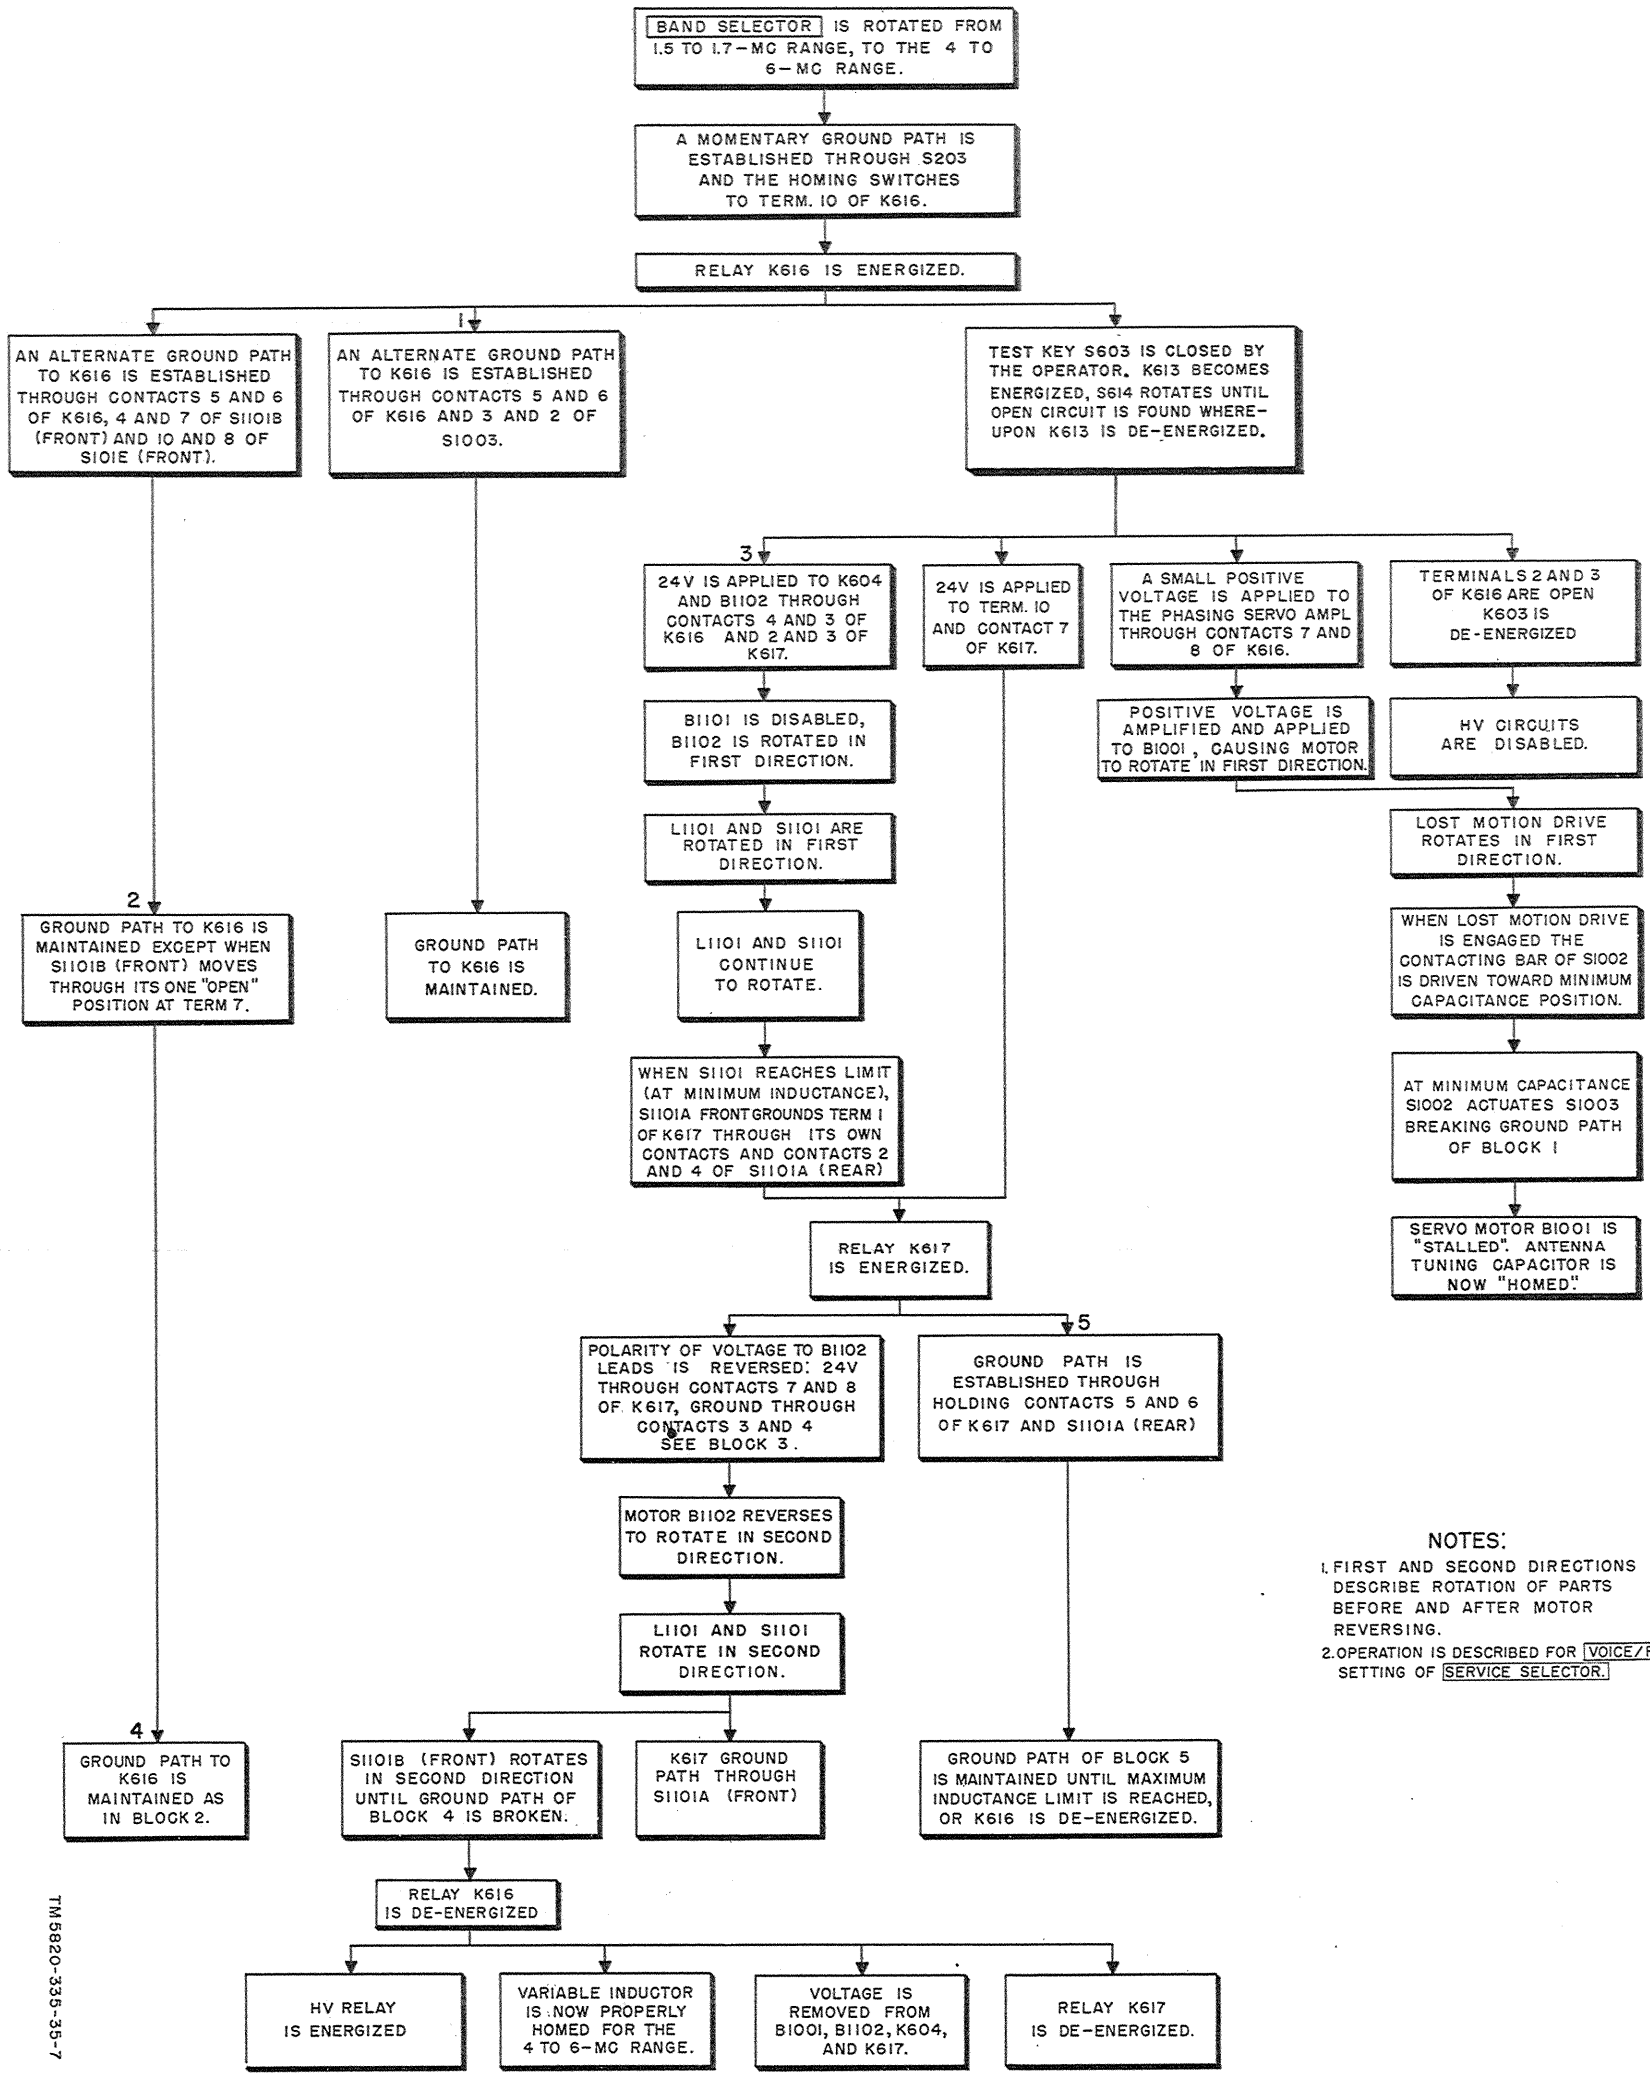 BAND SELECTOR IS ROTATED FROM
1.5 TO 1.7-MC RANGE, TO THE 4 TO
6-MC RANGE.
A MOMENTARY GROUND PATH IS
ESTABLISHED THROUGH S203
AND THE HOMING SWITCHES
TO TERM. 10 OF K616.
RELAY K616 IS ENERGIZED.
AN ALTERNATE GROUND PATH
TO K616 IS ESTABLISHED
THROUGH CONTACTS 5 AND 6
OF K616, 4 AND 7 OF S1101B
(FRONT) AND 10 AND 8 OF
S101E (FRONT).
1
AN ALTERNATE GROUND PATH
TO K616 IS ESTABLISHED
THROUGH CONTACTS 5 AND 6
OF K616 AND 3 AND 2 OF
S1003.
TEST KEY S603 IS CLOSED BY
THE OPERATOR. K613 BECOMES
ENERGIZED, S614 ROTATES UNTIL
OPEN CIRCUIT IS FOUND WHERE-
UPON K613 IS DE-ENERGIZED.
3
24V IS APPLIED TO K604
AND B1102 THROUGH
CONTACTS 4 AND 3 OF
K616 AND 2 AND 3 OF
K617.
24V IS APPLIED
TO TERM. 10
AND CONTACT 7
OF K617.
A SMALL POSITIVE
VOLTAGE IS APPLIED TO
THE PHASING SERVO AMPL
THROUGH CONTACTS 7 AND
8 OF K616.
TERMINALS 2 AND 3
OF K616 ARE OPEN
K603 IS
DE-ENERGIZED
B1101 IS DISABLED,
B1102 IS ROTATED IN
FIRST DIRECTION.
POSITIVE VOLTAGE IS
AMPLIFIED AND APPLIED
TO B1001, CAUSING MOTOR
TO ROTATE IN FIRST DIRECTION.
HV CIRCUITS
ARE DISABLED.
L1101 AND S1101 ARE
ROTATED IN FIRST
DIRECTION.
LOST MOTION DRIVE
ROTATES IN FIRST
DIRECTION.
2
GROUND PATH TO K616 IS
MAINTAINED EXCEPT WHEN
S1101B (FRONT) MOVES
THROUGH ITS ONE "OPEN"
POSITION AT TERM 7.
GROUND PATH
TO K616 IS
MAINTAINED.
L1101 AND S1101
CONTINUE
TO ROTATE.
WHEN LOST MOTION DRIVE
IS ENGAGED THE
CONTACTING BAR OF S1002
IS DRIVEN TOWARD MINIMUM
CAPACITANCE POSITION.
WHEN S1101 REACHES LIMIT
(AT MINIMUM INDUCTANCE),
S1101A FRONT GROUNDS TERM 1
OF K617 THROUGH ITS OWN
CONTACTS AND CONTACTS 2
AND 4 OF S1101A (REAR)
AT MINIMUM CAPACITANCE
S1002 ACTUATES S1003
BREAKING GROUND PATH
OF BLOCK 1
RELAY K617
IS ENERGIZED.
SERVO MOTOR B1001 IS
"STALLED". ANTENNA
TUNING CAPACITOR IS
NOW "HOMED".
POLARITY OF VOLTAGE TO B1102
LEADS IS REVERSED: 24V
THROUGH CONTACTS 7 AND 8
OF K617, GROUND THROUGH
CONTACTS 3 AND 4
SEE BLOCK 3.
5
GROUND PATH IS
ESTABLISHED THROUGH
HOLDING CONTACTS 5 AND 6
OF K617 AND S1101A (REAR)
MOTOR B1102 REVERSES
TO ROTATE IN SECOND
DIRECTION.
L1101 AND S1101
ROTATE IN SECOND
DIRECTION.
NOTES:
1. FIRST AND SECOND DIRECTIONS
DESCRIBE ROTATION OF PARTS
BEFORE AND AFTER MOTOR
REVERSING.
2. OPERATION IS DESCRIBED FOR VOICE/
SETTING OF SERVICE SELECTOR.
4
GROUND PATH TO
K616 IS
MAINTAINED AS
IN BLOCK 2.
S1101B (FRONT) ROTATES
IN SECOND DIRECTION
UNTIL GROUND PATH OF
BLOCK 4 IS BROKEN.
K617 GROUND
PATH THROUGH
S1101A (FRONT)
GROUND PATH OF BLOCK 5
IS MAINTAINED UNTIL MAXIMUM
INDUCTANCE LIMIT IS REACHED,
OR K616 IS DE-ENERGIZED.
RELAY K616
IS DE-ENERGIZED
HV RELAY
IS ENERGIZED
VARIABLE INDUCTOR
IS NOW PROPERLY
HOMED FOR THE
4 TO 6-MC RANGE.
VOLTAGE IS
REMOVED FROM
B1001, B1102, K604,
AND K617.
RELAY K617
IS DE-ENERGIZED.
TM5820-335-35-7